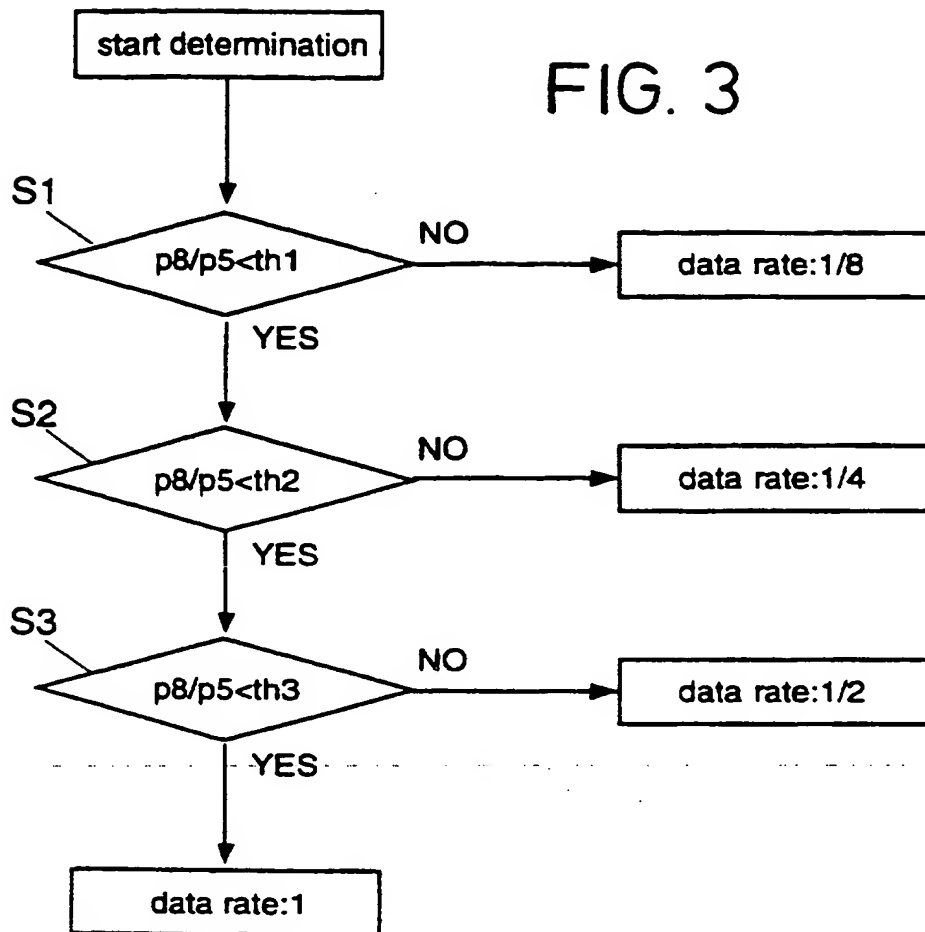 start determination
FIG. 3
S1
p8/p5<th1
NO
data rate:1/8
YES
S2
p8/p5<th2
NO
data rate:1/4
YES
S3
p8/p5<th3
NO
data rate:1/2
YES
data rate:1